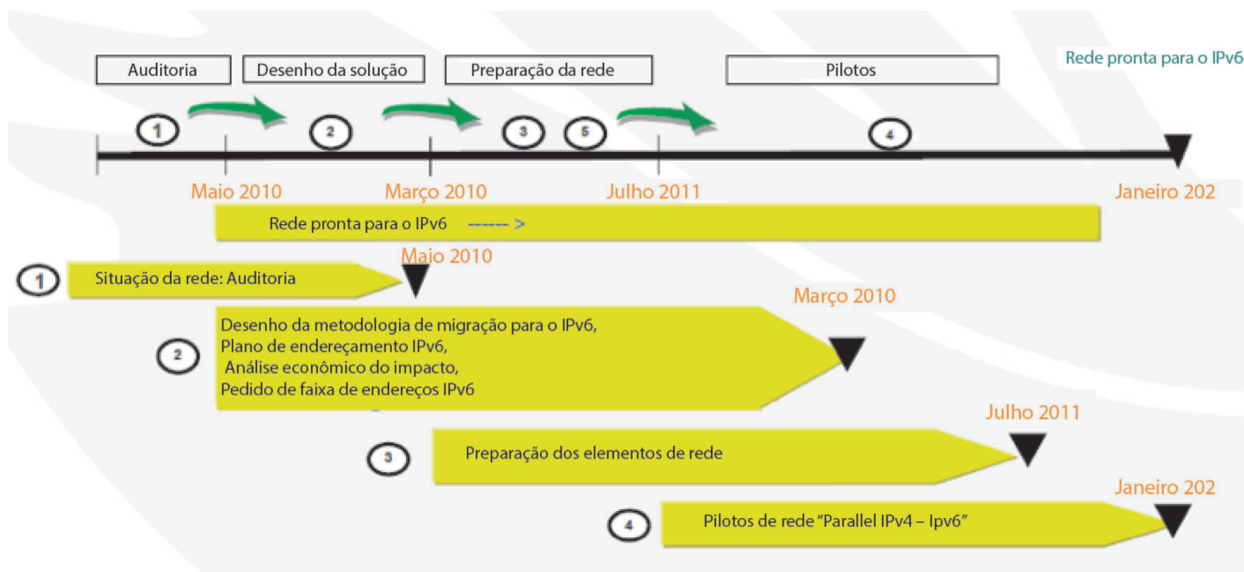 Rede pronta para o IPv6
Auditoria
Desenho da solução
Preparação da rede
Pilotos
1
2
3
5
4
Maio 2010
Março 2010
Julho 2011
Janeiro 202
Rede pronta para o IPv6 ------ >
Maio 2010
1
Situação da rede: Auditoria
Março 2010
2
Desenho da metodologia de migração para o IPv6,
Plano de endereçamento IPv6,
Análise econômico do impacto,
Pedido de faixa de endereços IPv6
Julho 2011
3
Preparação dos elementos de rede
Janeiro 202
4
Pilotos de rede “Parallel IPv4 – Ipv6”